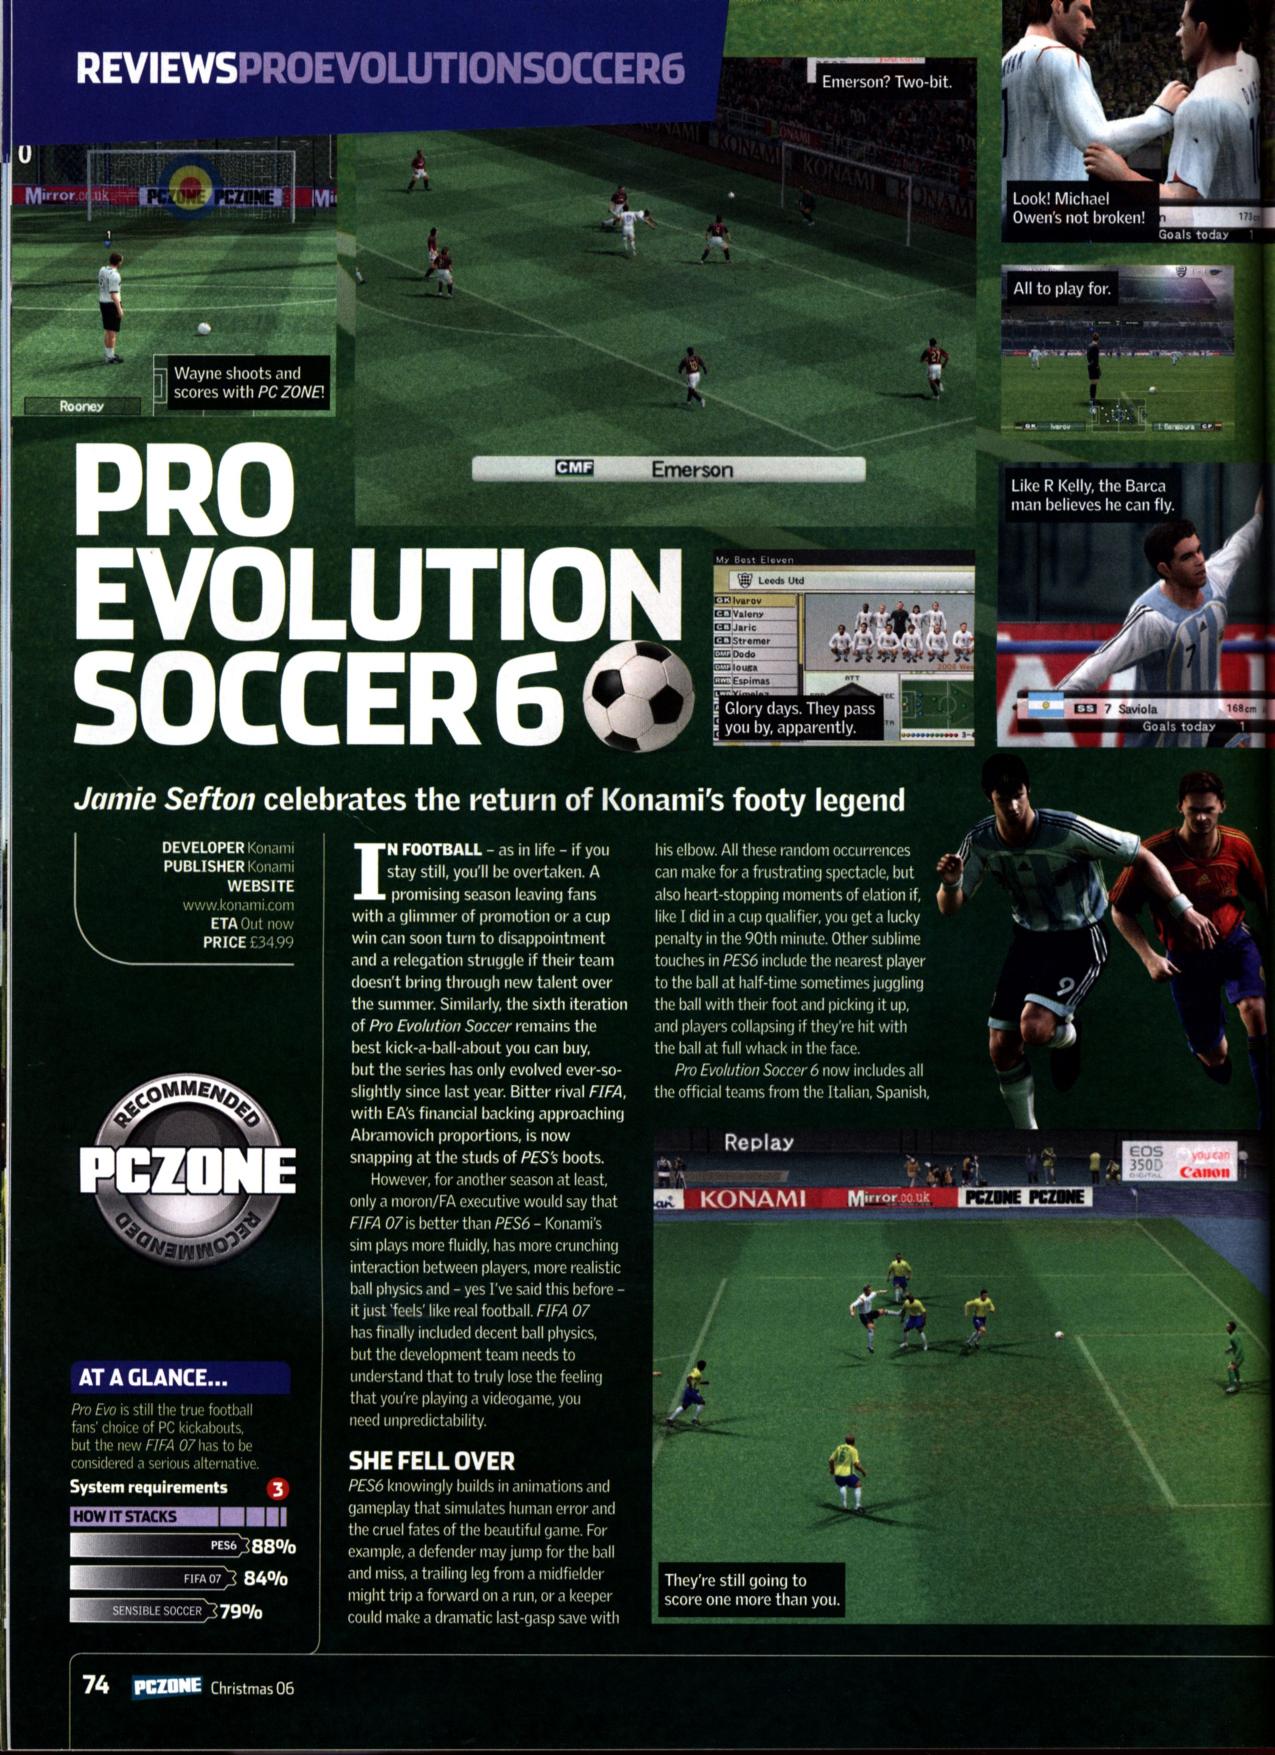 REVIEWSPROEVOLUTIONSOCCER6
Emerson? Two-bit.
0
Mirror.co.uk PCZONE PCZONE Mi
1
Wayne shoots and
scores with PC ZONE!
Rooney
KONAMI
KONAMI
KONAMI
KONAMI
CMF Emerson
Look! Michael
Owen's not broken!
173cm
Goals today 1
All to play for.
GK Ivarov
CF
Like R Kelly, the Barca
man believes he can fly.
7
SS 7 Saviola 168cm
Goals today 1
PRO
EVOLUTION
SOCCER 6
My Best Eleven
Leeds Utd
GK Ivarov
CB Valeny
CB Jaric
CB Stremer
DMF Dodo
DMF Iouga
Espimas
Ximelez
ATT
Glory days. They pass
you by, apparently.
Jamie Sefton celebrates the return of Konami's footy legend
DEVELOPER Konami
PUBLISHER Konami
WEBSITE
www.konami.com
ETA Out now
PRICE £34.99
RECOMMENDED
PCZONE
RECOMMENDED
AT A GLANCE...
Pro Evo is still the true football
fans' choice of PC kickabouts,
but the new FIFA 07 has to be
considered a serious alternative.
System requirements 3
HOW IT STACKS
PES6 88%
FIFA 07 84%
SENSIBLE SOCCER 79%
IN FOOTBALL – as in life – if you
stay still, you'll be overtaken. A
promising season leaving fans
with a glimmer of promotion or a cup
win can soon turn to disappointment
and a relegation struggle if their team
doesn't bring through new talent over
the summer. Similarly, the sixth iteration
of Pro Evolution Soccer remains the
best kick-a-ball-about you can buy,
but the series has only evolved ever-so-
slightly since last year. Bitter rival FIFA,
with EA's financial backing approaching
Abramovich proportions, is now
snapping at the studs of PES's boots.
However, for another season at least,
only a moron/FA executive would say that
FIFA 07 is better than PES6 – Konami's
sim plays more fluidly, has more crunching
interaction between players, more realistic
ball physics and – yes I've said this before –
it just 'feels' like real football. FIFA 07
has finally included decent ball physics,
but the development team needs to
understand that to truly lose the feeling
that you're playing a videogame, you
need unpredictability.
SHE FELL OVER
PES6 knowingly builds in animations and
gameplay that simulates human error and
the cruel fates of the beautiful game. For
example, a defender may jump for the ball
and miss, a trailing leg from a midfielder
might trip a forward on a run, or a keeper
could make a dramatic last-gasp save with
his elbow. All these random occurrences
can make for a frustrating spectacle, but
also heart-stopping moments of elation if,
like I did in a cup qualifier, you get a lucky
penalty in the 90th minute. Other sublime
touches in PES6 include the nearest player
to the ball at half-time sometimes juggling
the ball with their foot and picking it up,
and players collapsing if they're hit with
the ball at full whack in the face.
Pro Evolution Soccer 6 now includes all
the official teams from the Italian, Spanish,
9
Replay
EOS
350D
DIGITAL
you can
Canon
KONAMI Mirror.co.uk PCZONE PCZONE
They're still going to
score one more than you.
74 PCZONE Christmas 06